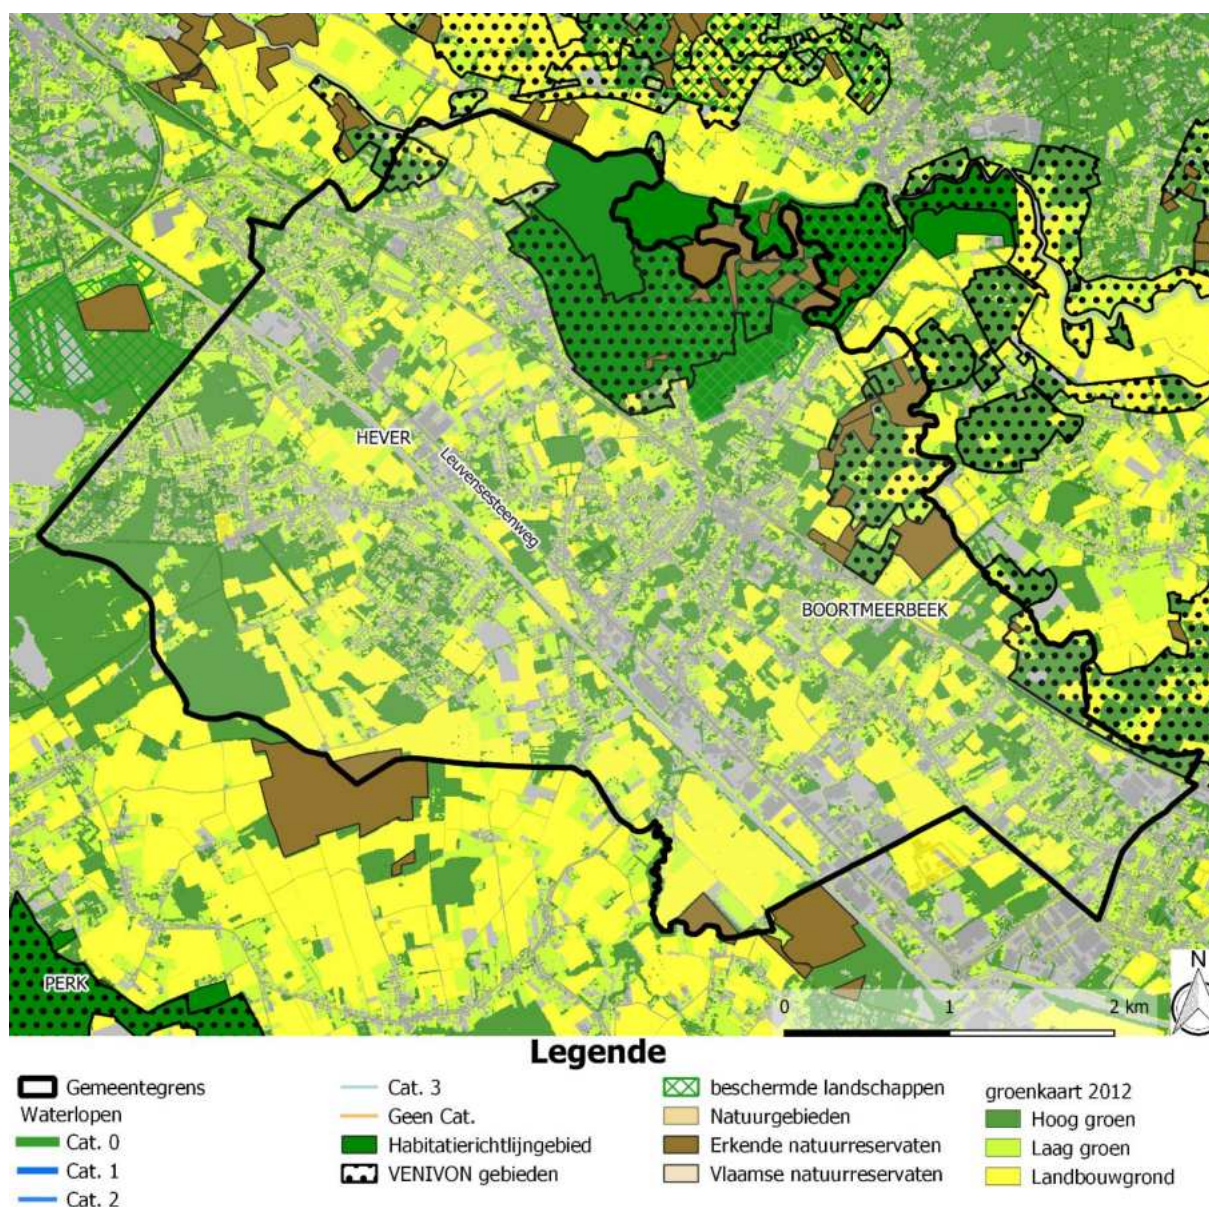 HEVER
Leuvensesteenweg
BOORTMEERBEEK
PERK
N
0 1 2 km
Legende
Gemeentegrens
Waterlopen
Cat. 0
Cat. 1
Cat. 2
Cat. 3
Geen Cat.
Habitatierichtlijngebied
VENIVON gebieden
beschermde landschappen
Natuurgebieden
Erkende natuurreservaten
Vlaamse natuurreservaten
groenkaart 2012
Hoog groen
Laag groen
Landbouwgrond